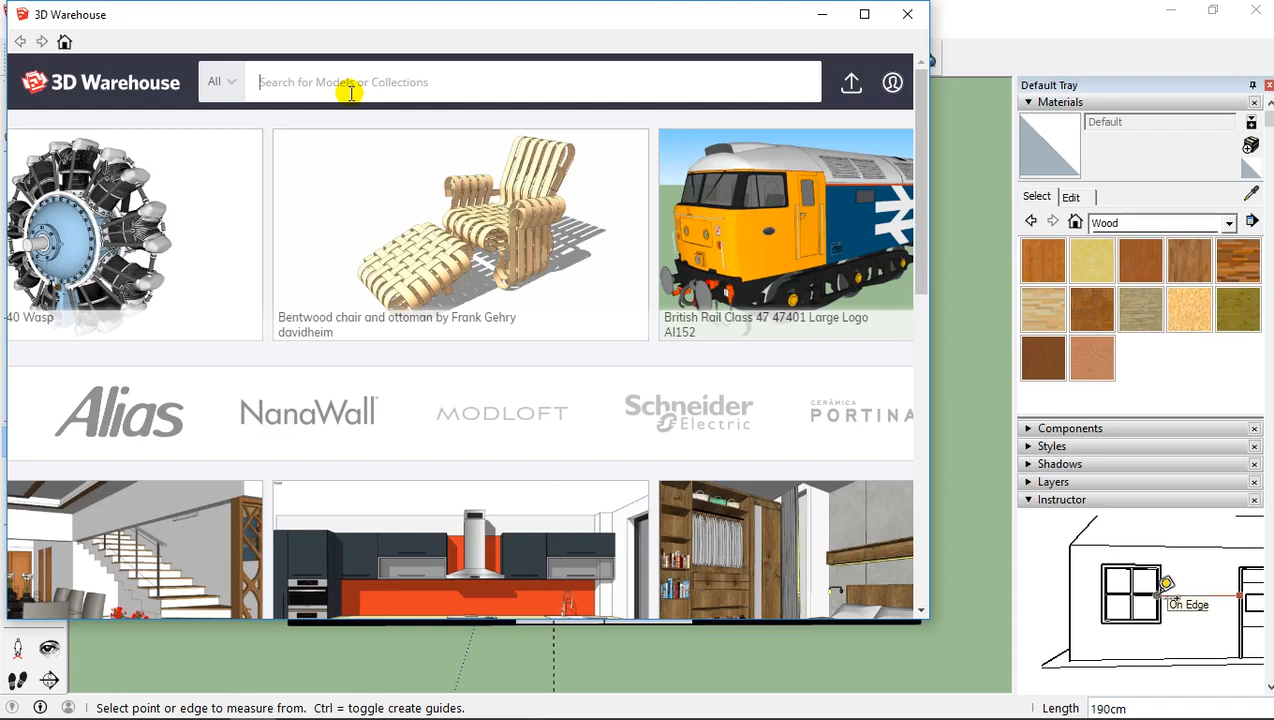 3D Warehouse
3D Warehouse
All
Search for Models or Collections
40 Wasp
Bentwood chair and ottoman by Frank Gehry
davidheim
British Rail Class 47 47401 Large Logo
AI152
Alias
NanaWall
MODLOFT
Schneider
Electric
CERÁMICA
PORTINA
Default Tray
Materials
Default
Select
Edit
Wood
Components
Styles
Shadows
Layers
Instructor
On Edge
Select point or edge to measure from. Ctrl = toggle create guides.
Length
190cm